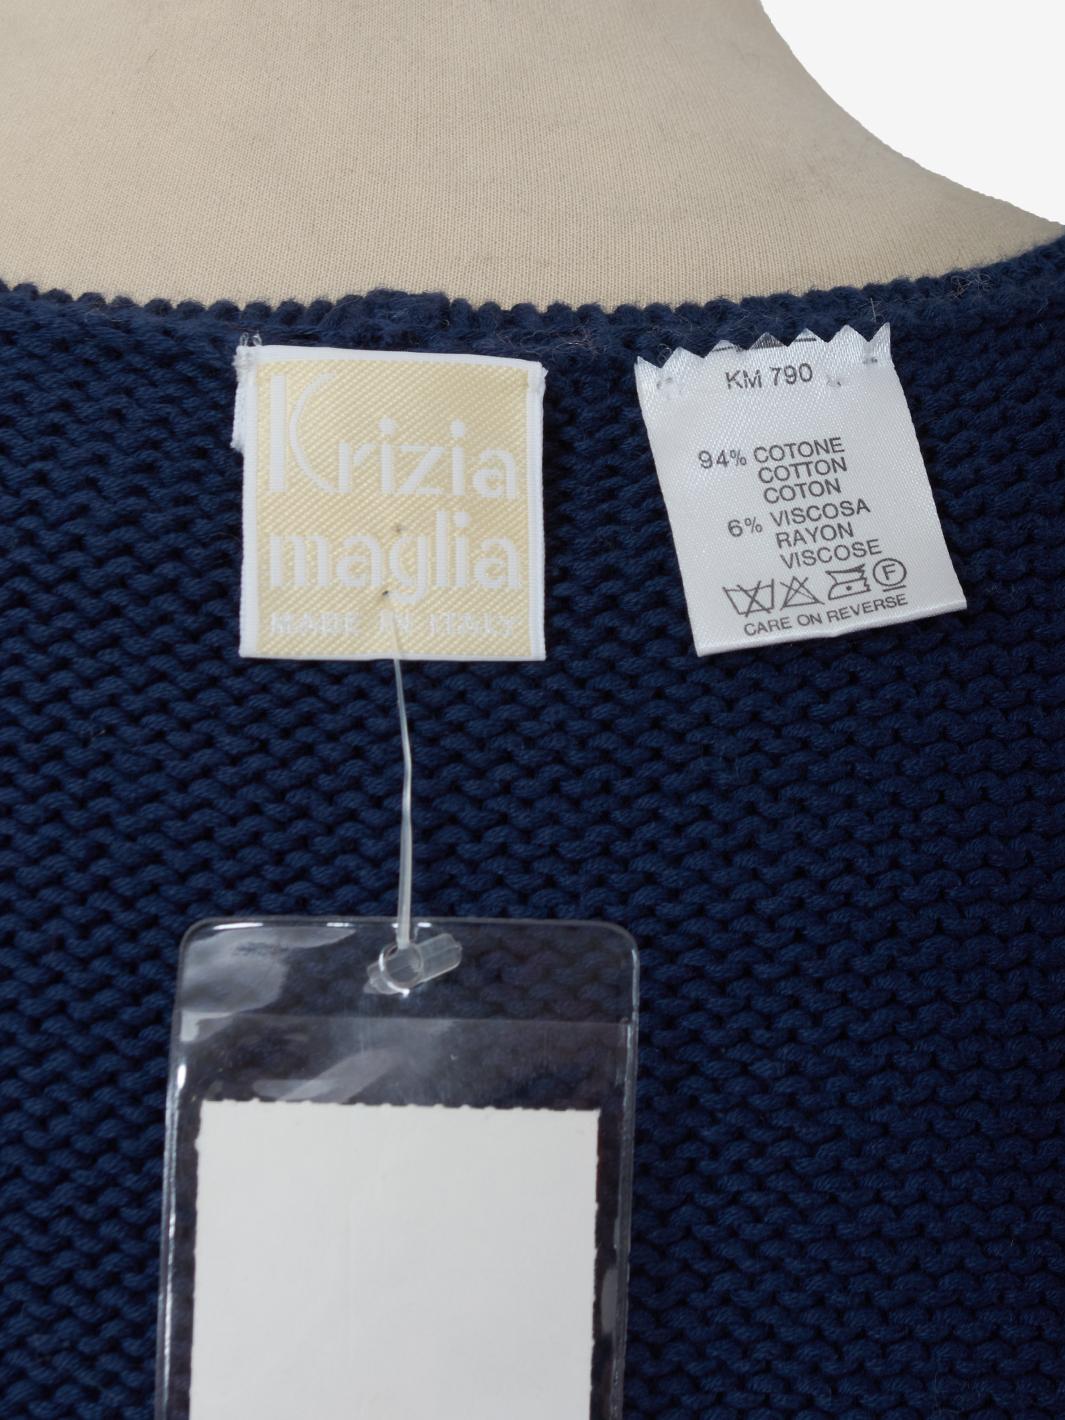 Krizia
maglia
MADE IN ITALY
KM 790
94% COTONE
COTTON
COTON
6% VISCOSA
RAYON
VISCOSE
F
CARE ON REVERSE